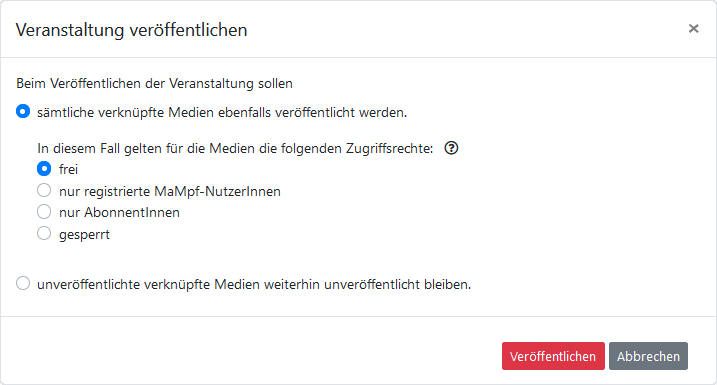 Veranstaltung veröffentlichen ×
Beim Veröffentlichen der Veranstaltung sollen
sämtliche verknüpfte Medien ebenfalls veröffentlicht werden.
In diesem Fall gelten für die Medien die folgenden Zugriffsrechte: ?
frei
nur registrierte MaMpf-NutzerInnen
nur AbonnentInnen
gesperrt
unveröffentlichte verknüpfte Medien weiterhin unveröffentlicht bleiben.
Veröffentlichen Abbrechen